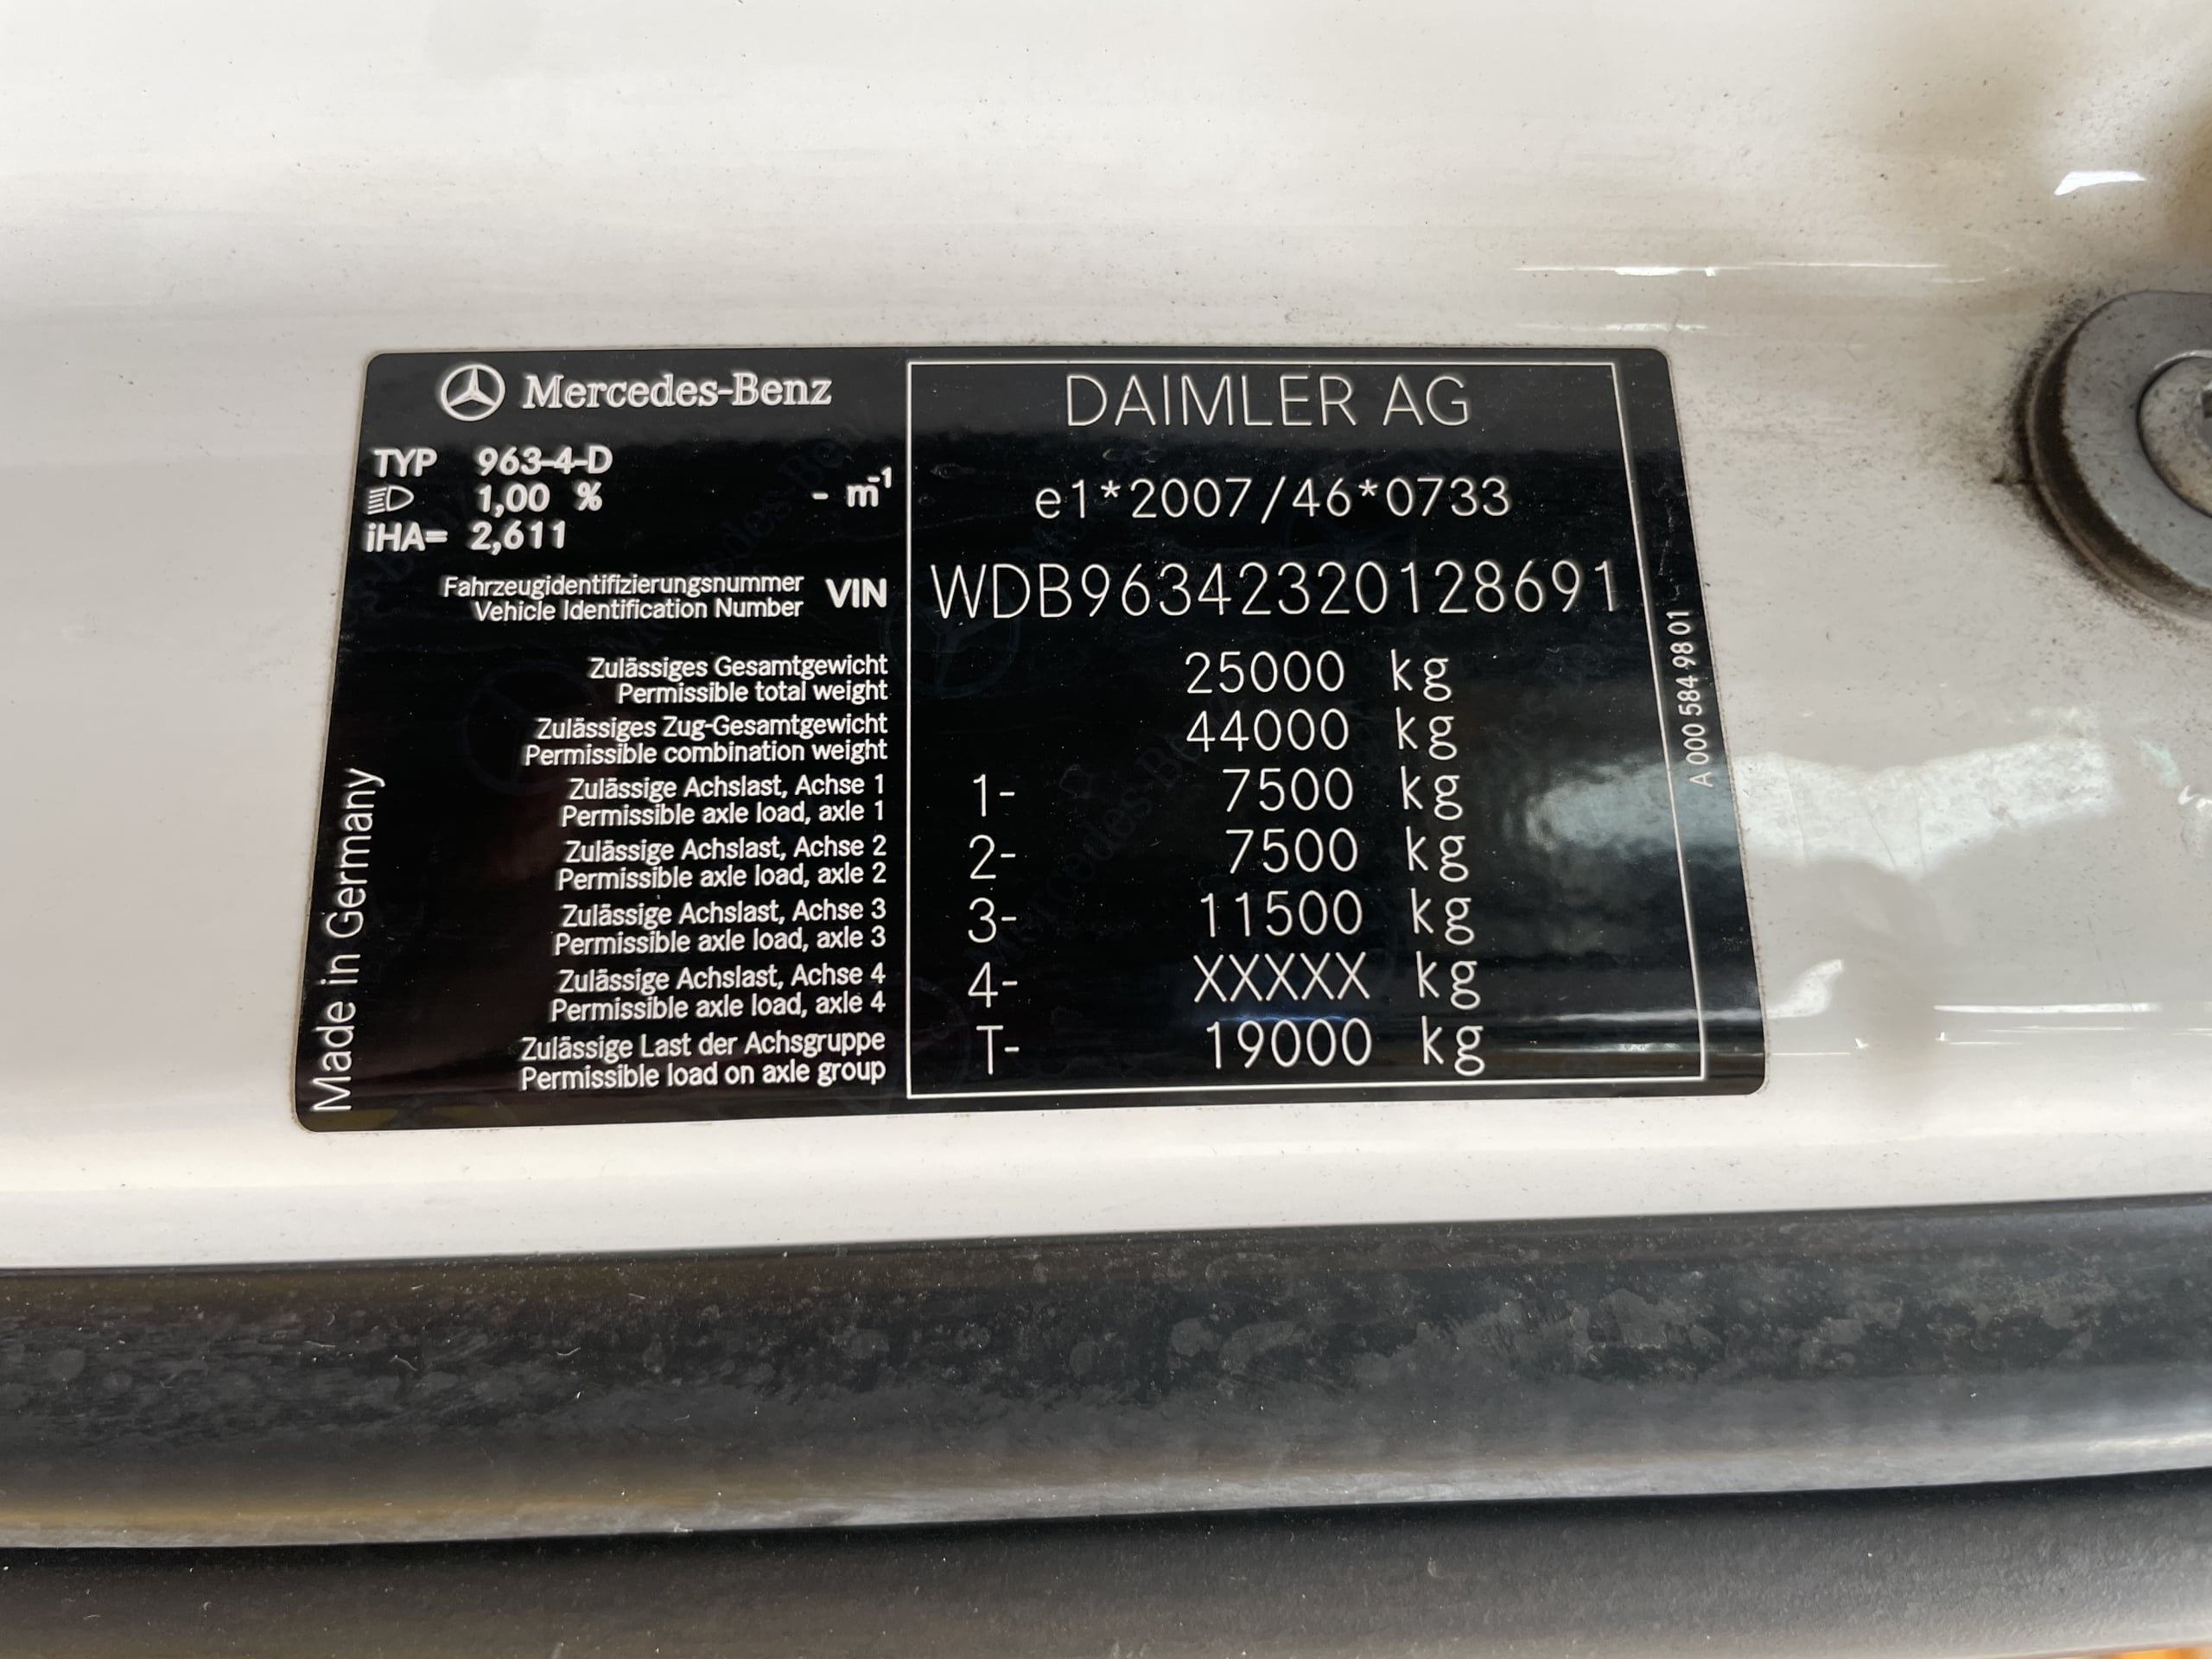 Mercedes-Benz
TYP 963-4-D
1,00 % - m-1
iHA= 2,611
DAIMLER AG
e1*2007/46*0733
Fahrzeugidentifizierungsnummer
Vehicle Identification Number
VIN WDB96342320128691
Zulässiges Gesamtgewicht
Permissible total weight
25000 kg
Zulässiges Zug-Gesamtgewicht
Permissible combination weight
44000 kg
Zulässige Achslast, Achse 1
Permissible axle load, axle 1
1- 7500 kg
Zulässige Achslast, Achse 2
Permissible axle load, axle 2
2- 7500 kg
Zulässige Achslast, Achse 3
Permissible axle load, axle 3
3- 11500 kg
Zulässige Achslast, Achse 4
Permissible axle load, axle 4
4- XXXXX kg
Zulässige Last der Achsgruppe
Permissible load on axle group
T- 19000 kg
Made in Germany
A 000 584 98 01